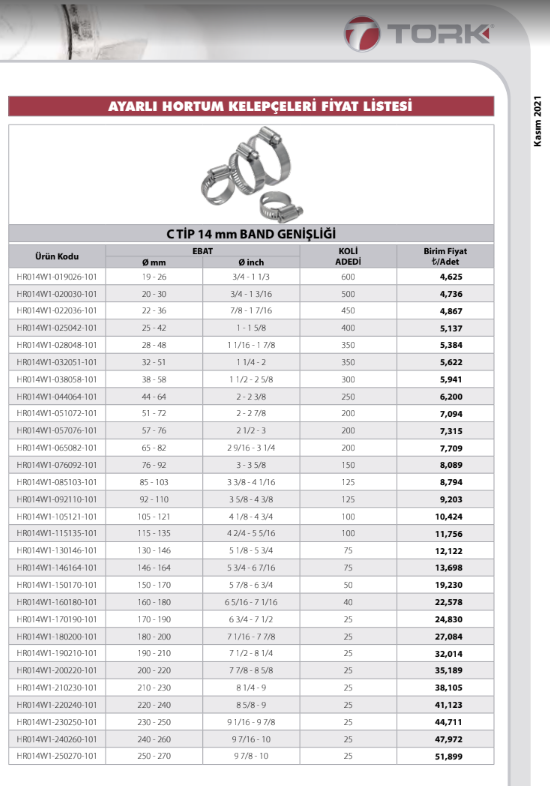 TORK
Kasım 2021
AYARLI HORTUM KELEPÇELERİ FİYAT LİSTESİ
C TİP 14 mm BAND GENİŞLİĞİ
Ürün Kodu EBAT KOLİ ADEDİ Birim Fiyat ₺/Adet
Ø mm Ø inch
HR014W1-019026-101 19 - 26 3/4 - 1 1/3 600 4,625
HR014W1-020030-101 20 - 30 3/4 - 1 3/16 500 4,736
HR014W1-022036-101 22 - 36 7/8 - 1 7/16 450 4,867
HR014W1-025042-101 25 - 42 1 - 1 5/8 400 5,137
HR014W1-028048-101 28 - 48 1 1/16 - 1 7/8 350 5,384
HR014W1-032051-101 32 - 51 1 1/4 - 2 350 5,622
HR014W1-038058-101 38 - 58 1 1/2 - 2 5/8 300 5,941
HR014W1-044064-101 44 - 64 2 - 2 3/8 250 6,200
HR014W1-051072-101 51 - 72 2 - 2 7/8 200 7,094
HR014W1-057076-101 57 - 76 2 1/2 - 3 200 7,315
HR014W1-065082-101 65 - 82 2 9/16 - 3 1/4 200 7,709
HR014W1-076092-101 76 - 92 3 - 3 5/8 150 8,089
HR014W1-085103-101 85 - 103 3 3/8 - 4 1/16 125 8,794
HR014W1-092110-101 92 - 110 3 5/8 - 4 3/8 125 9,203
HR014W1-105121-101 105 - 121 4 1/8 - 4 3/4 100 10,424
HR014W1-115135-101 115 - 135 4 2/4 - 5 5/16 100 11,756
HR014W1-130146-101 130 - 146 5 1/8 - 5 3/4 75 12,122
HR014W1-146164-101 146 - 164 5 3/4 - 6 7/16 75 13,698
HR014W1-150170-101 150 - 170 5 7/8 - 6 3/4 50 19,230
HR014W1-160180-101 160 - 180 6 5/16 - 7 1/16 40 22,578
HR014W1-170190-101 170 - 190 6 3/4 - 7 1/2 25 24,830
HR014W1-180200-101 180 - 200 7 1/16 - 7 7/8 25 27,084
HR014W1-190210-101 190 - 210 7 1/2 - 8 1/4 25 32,014
HR014W1-200220-101 200 - 220 7 7/8 - 8 5/8 25 35,189
HR014W1-210230-101 210 - 230 8 1/4 - 9 25 38,105
HR014W1-220240-101 220 - 240 8 5/8 - 9 25 41,123
HR014W1-230250-101 230 - 250 9 1/16 - 9 7/8 25 44,711
HR014W1-240260-101 240 - 260 9 7/16 - 10 25 47,972
HR014W1-250270-101 250 - 270 9 7/8 - 10 25 51,899